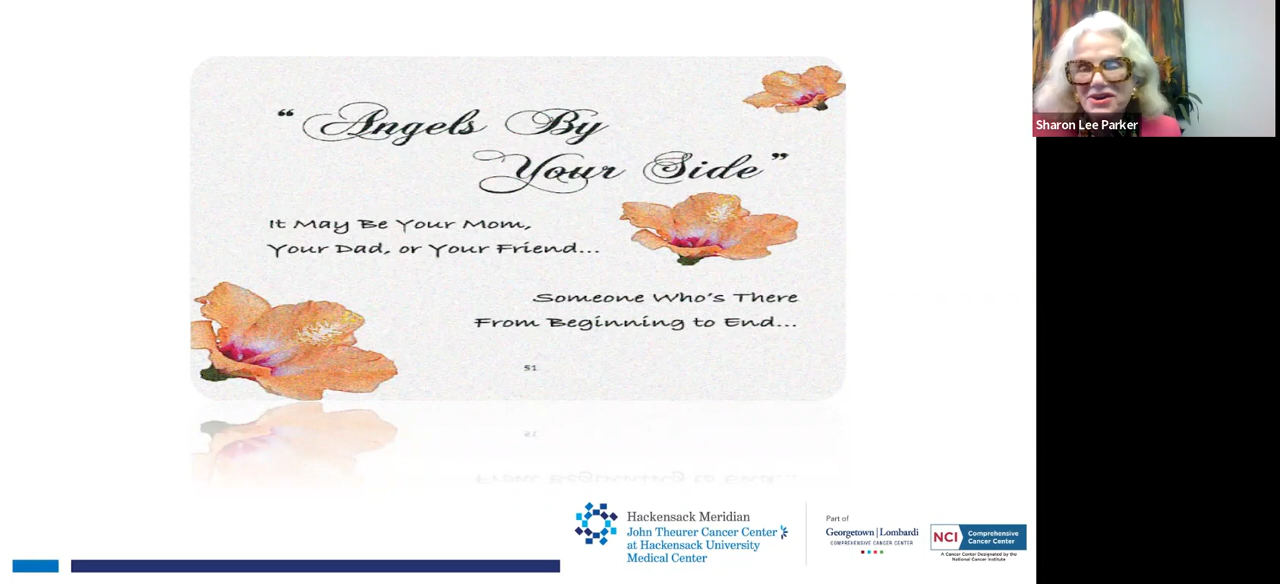 “Angels By
Your Side”
It May Be Your Mom,
Your Dad, or Your Friend...
Someone Who's There
From Beginning to End...
51
Sharon Lee Parker
Hackensack Meridian
John Theurer Cancer Center
at Hackensack University
Medical Center
Part of
Georgetown | Lombardi
COMPREHENSIVE CANCER CENTER
NCI
Comprehensive
Cancer Center
A Cancer Center Designated by the
National Cancer Institute